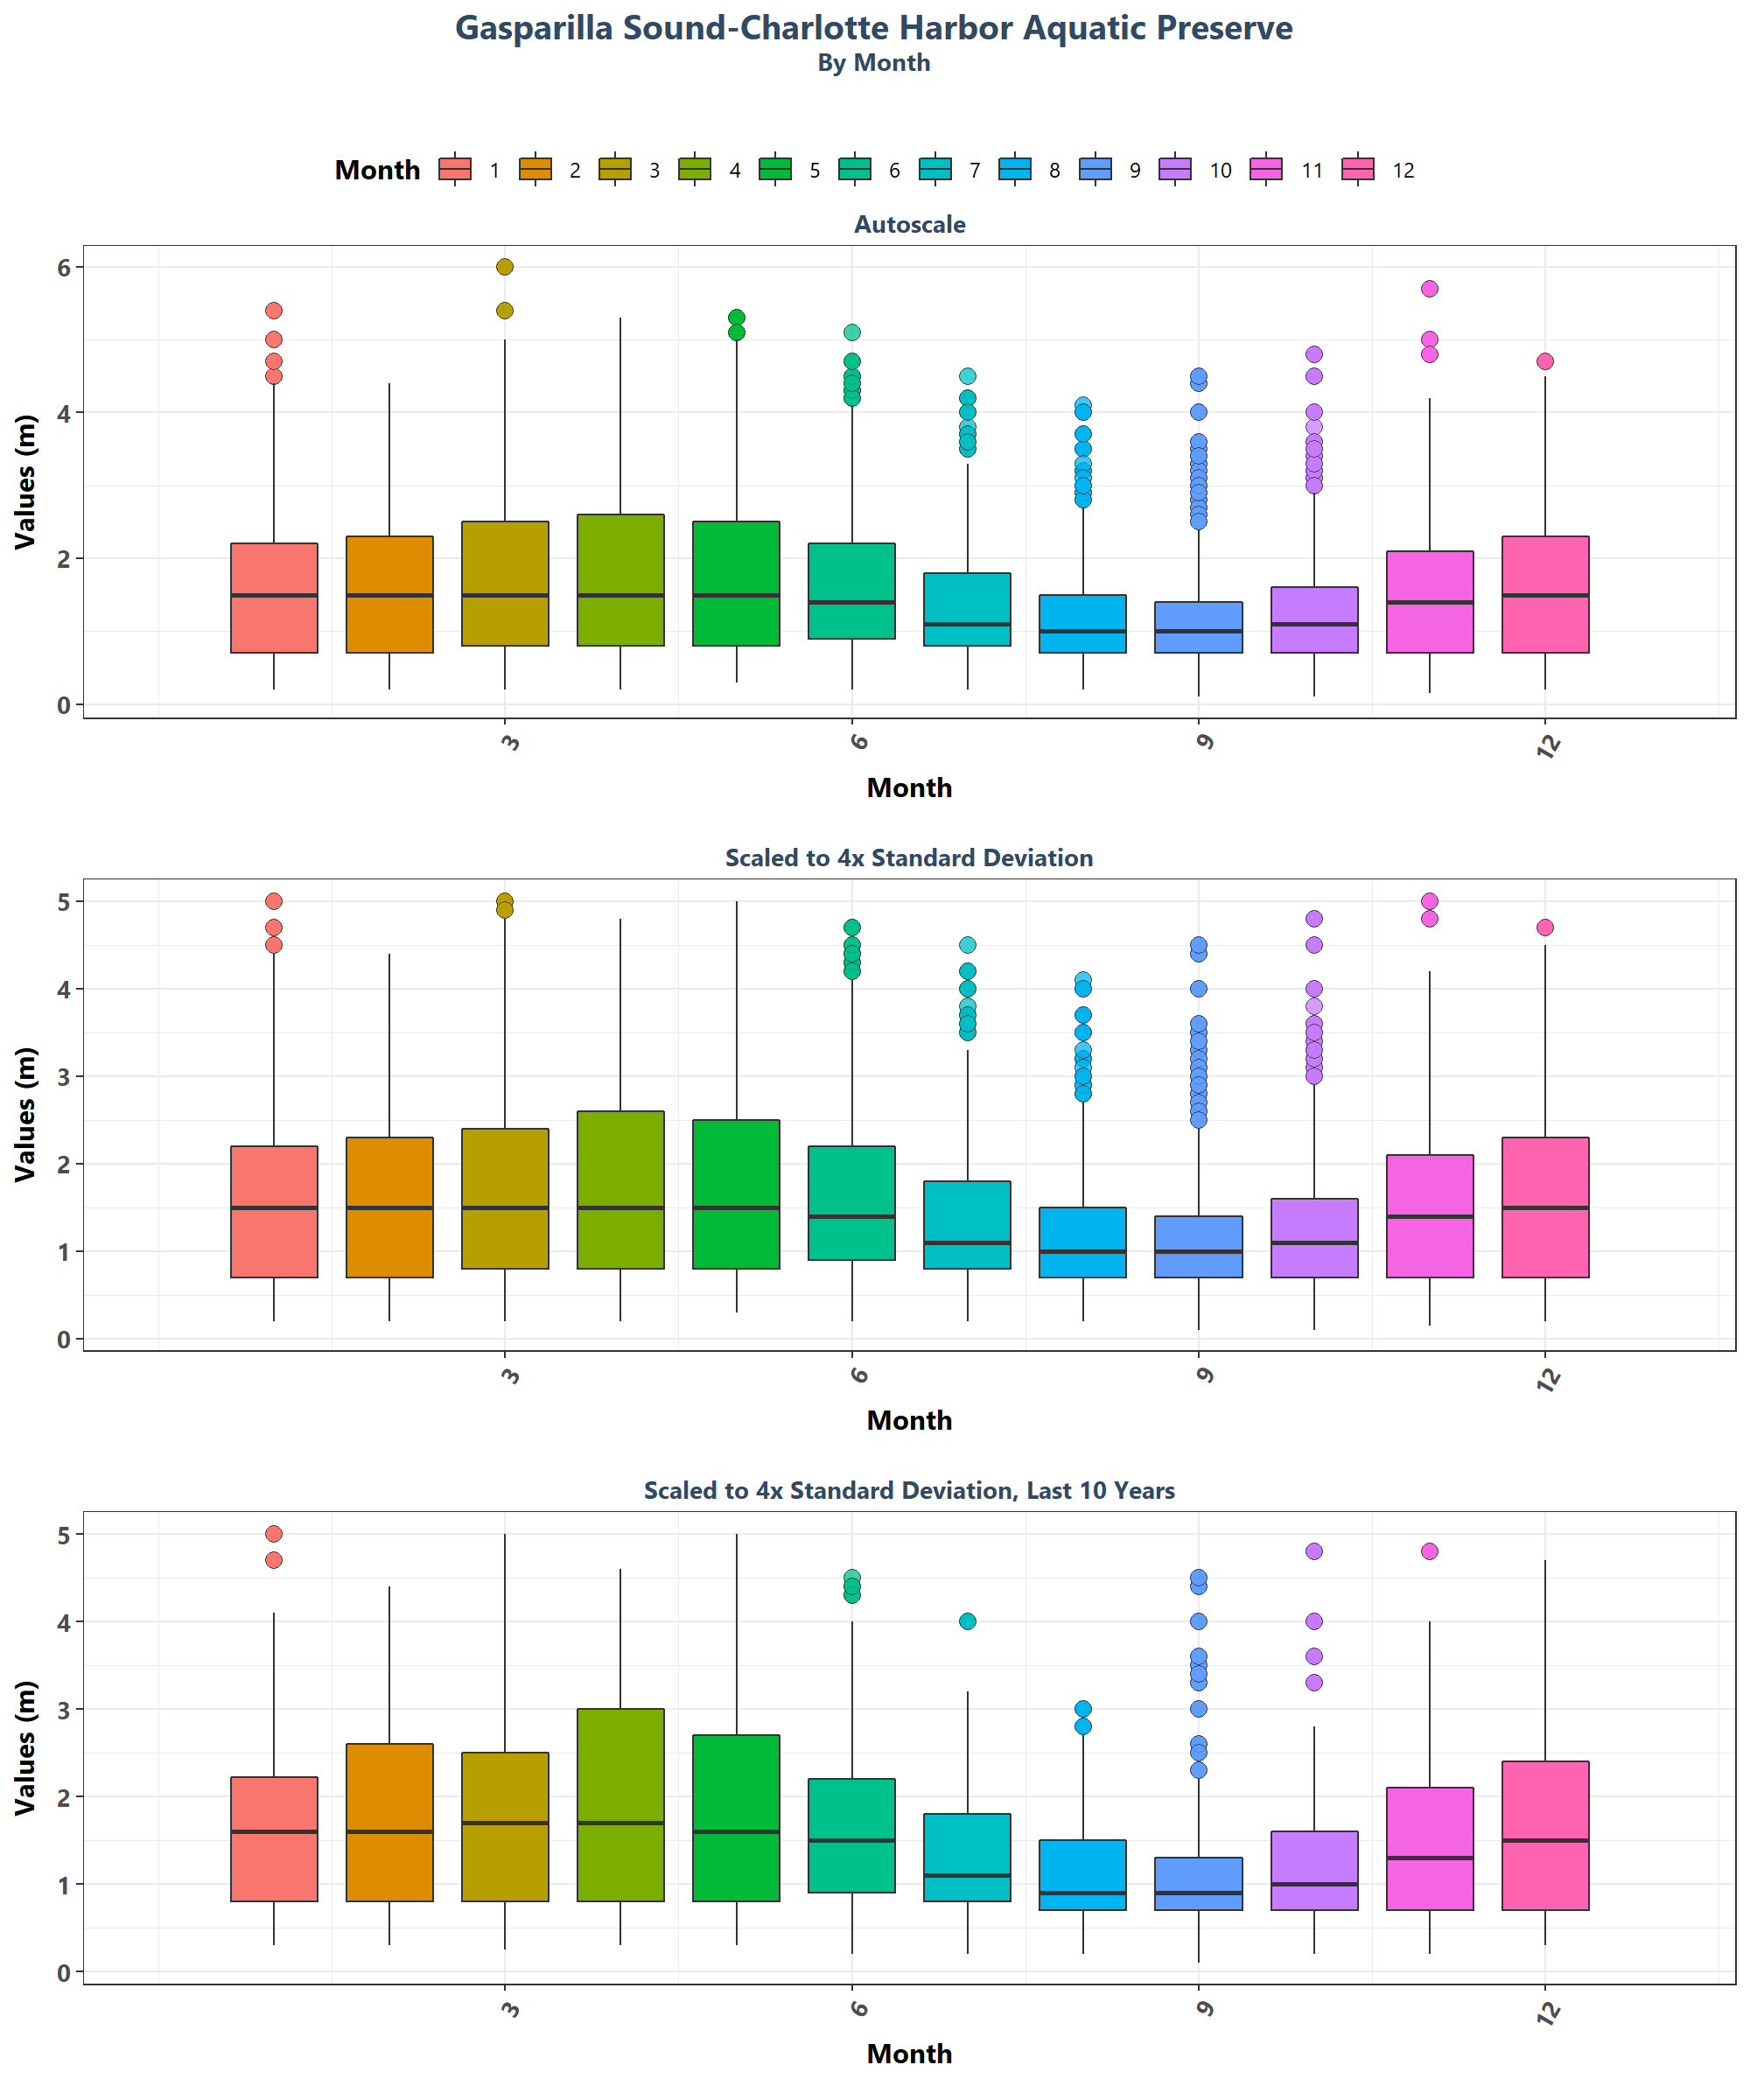 Gasparilla Sound-Charlotte Harbor Aquatic Preserve
By Month
Month 1 2 3 4 5 6 7 8 9 10 11 12
Autoscale
Values (m)
6
4
2
0
3 6 9 12
Month
Scaled to 4x Standard Deviation
Values (m)
5
4
3
2
1
0
3 6 9 12
Month
Scaled to 4x Standard Deviation, Last 10 Years
Values (m)
5
4
3
2
1
0
3 6 9 12
Month